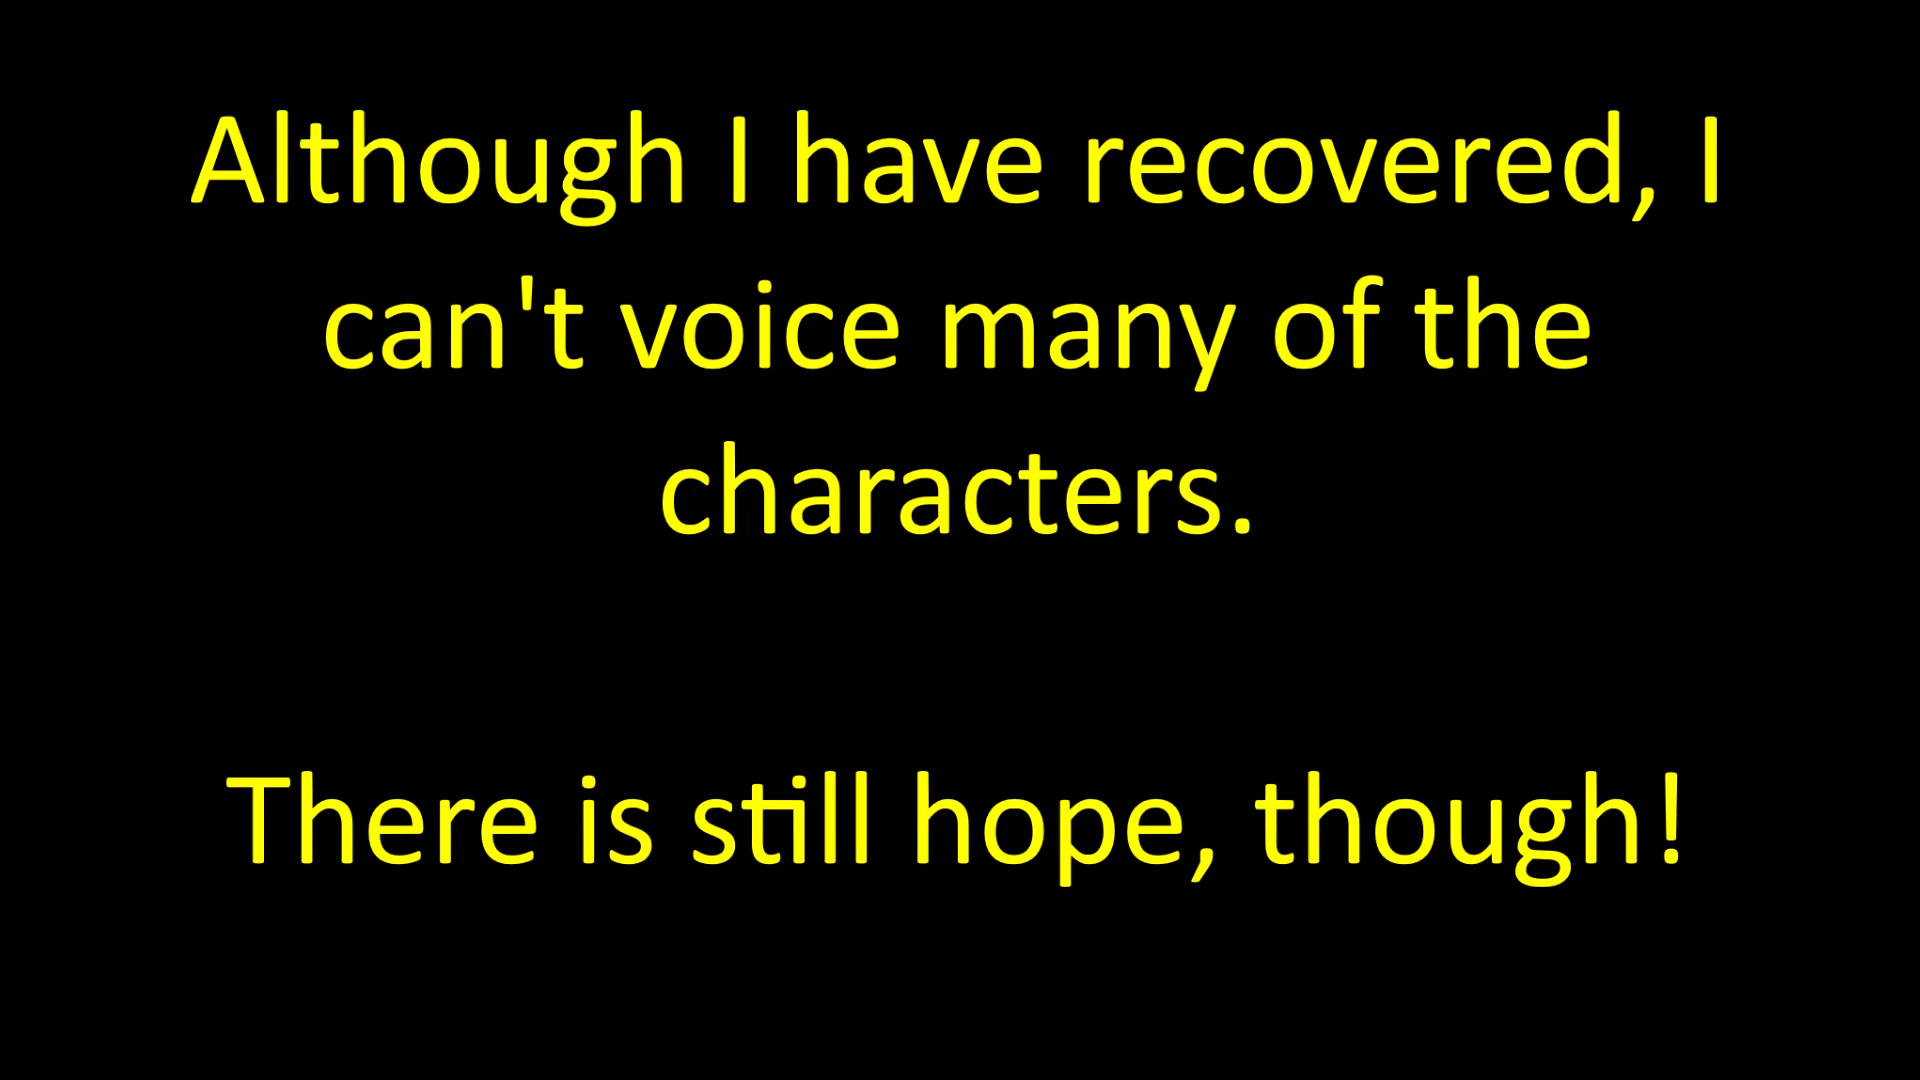 Although I have recovered, I
can't voice many of the
characters.
There is still hope, though!